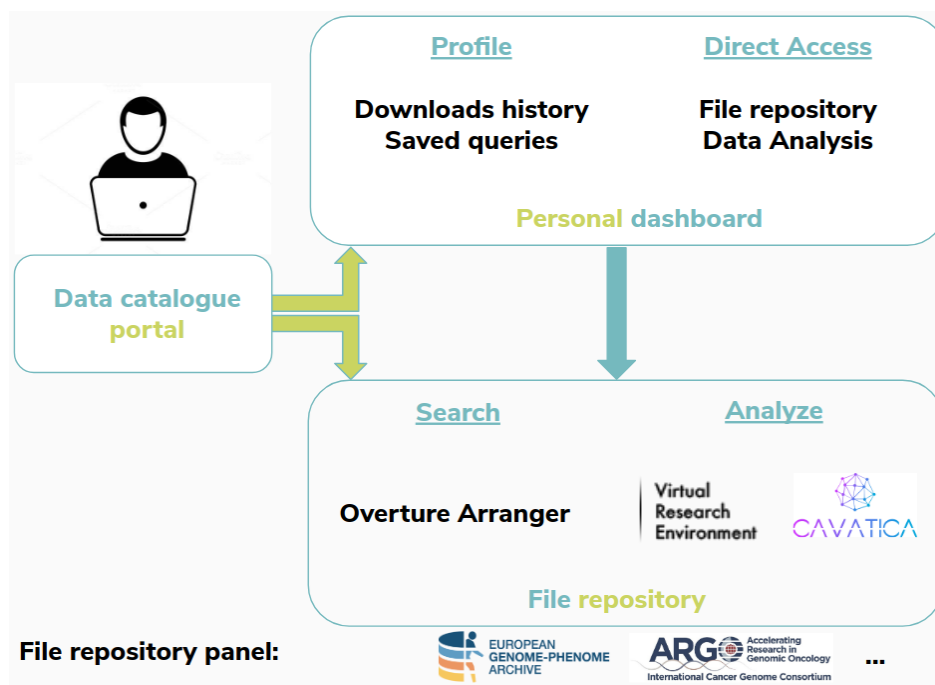 Profile
Direct Access
Downloads history
Saved queries
File repository
Data Analysis
Personal dashboard
Data catalogue
portal
Search
Analyze
Overture Arranger
Virtual
Research
Environment
CAVATICA
File repository
File repository panel:
EUROPEAN
GENOME-PHENOME
ARCHIVE
ARGO
Accelerating
Research in
Genomic Oncology
International Cancer Genome Consortium
...